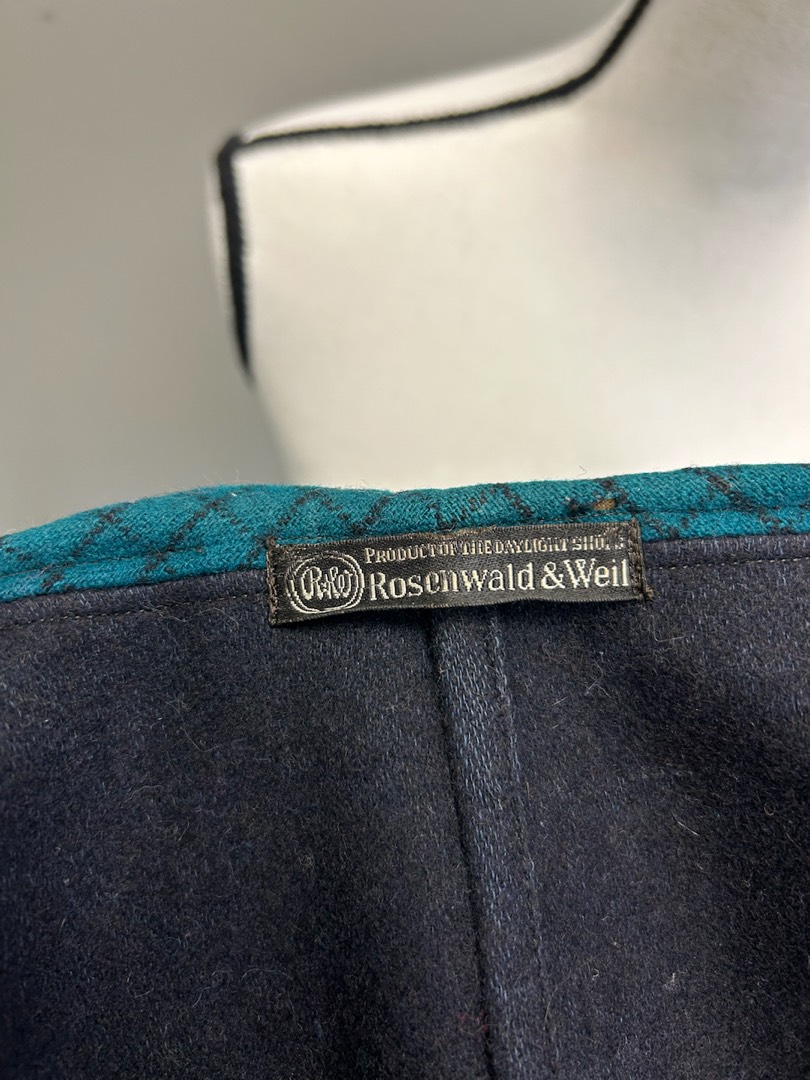 PRODUCT OF THE DAYLIGHT SHOPS
R&W Rosenwald & Weil